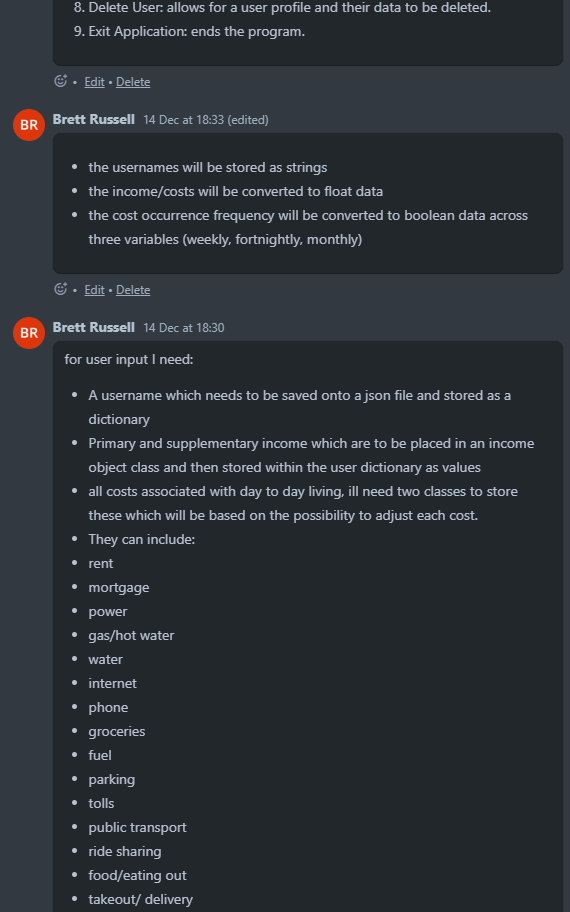 8. Delete User: allows for a user profile and their data to be deleted.
9. Exit Application: ends the program.
• Edit • Delete
BR
Brett Russell 14 Dec at 18:33 (edited)
• the usernames will be stored as strings
• the income/costs will be converted to float data
• the cost occurrence frequency will be converted to boolean data across
three variables (weekly, fortnightly, monthly)
• Edit • Delete
BR
Brett Russell 14 Dec at 18:30
for user input I need:
• A username which needs to be saved onto a json file and stored as a
dictionary
• Primary and supplementary income which are to be placed in an income
object class and then stored within the user dictionary as values
• all costs associated with day to day living, ill need two classes to store
these which will be based on the possibility to adjust each cost.
• They can include:
• rent
• mortgage
• power
• gas/hot water
• water
• internet
• phone
• groceries
• fuel
• parking
• tolls
• public transport
• ride sharing
• food/eating out
• takeout/ delivery